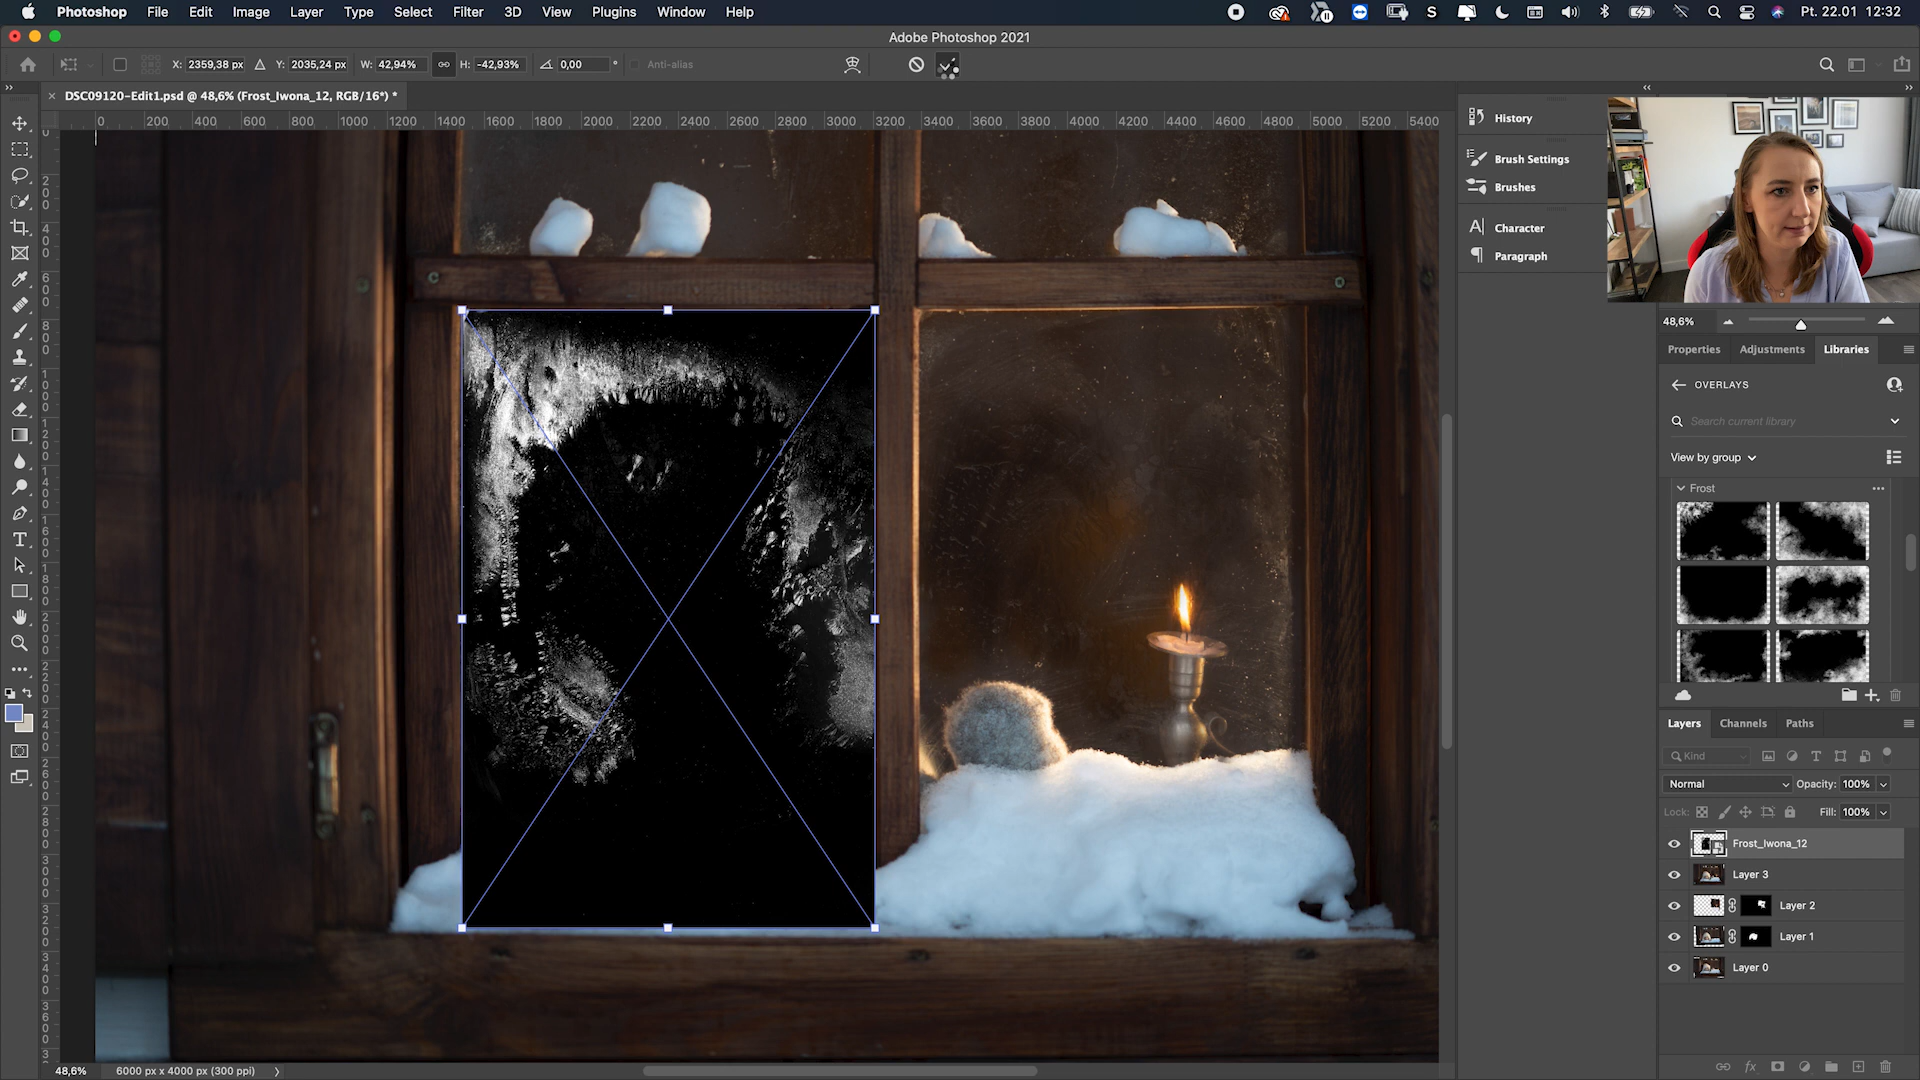 Photoshop File Edit Image Layer Type Select Filter 3D View Plugins Window Help
Pt. 22.01 12:32
Adobe Photoshop 2021
X: 2359,38 px Y: 2035,24 px W: 42,94% H: -42,93% 0,00 ° Anti-alias
× DSC09120-Edit1.psd @ 48,6% (Frost_Iwona_12, RGB/16*) *
0 200 400 600 800 1000 1200 1400 1600 1800 2000 2200 2400 2600 2800 3000 3200 3400 3600 3800 4000 4200 4400 4600 4800 5000 5200 5400
History
Brush Settings
Brushes
Character
Paragraph
48,6%
Properties Adjustments Libraries
OVERLAYS
Search current library
View by group
Frost
Layers Channels Paths
Kind
Normal Opacity: 100%
Lock: Fill: 100%
Frost_Iwona_12
Layer 3
Layer 2
Layer 1
Layer 0
48,6% 6000 px x 4000 px (300 ppi)